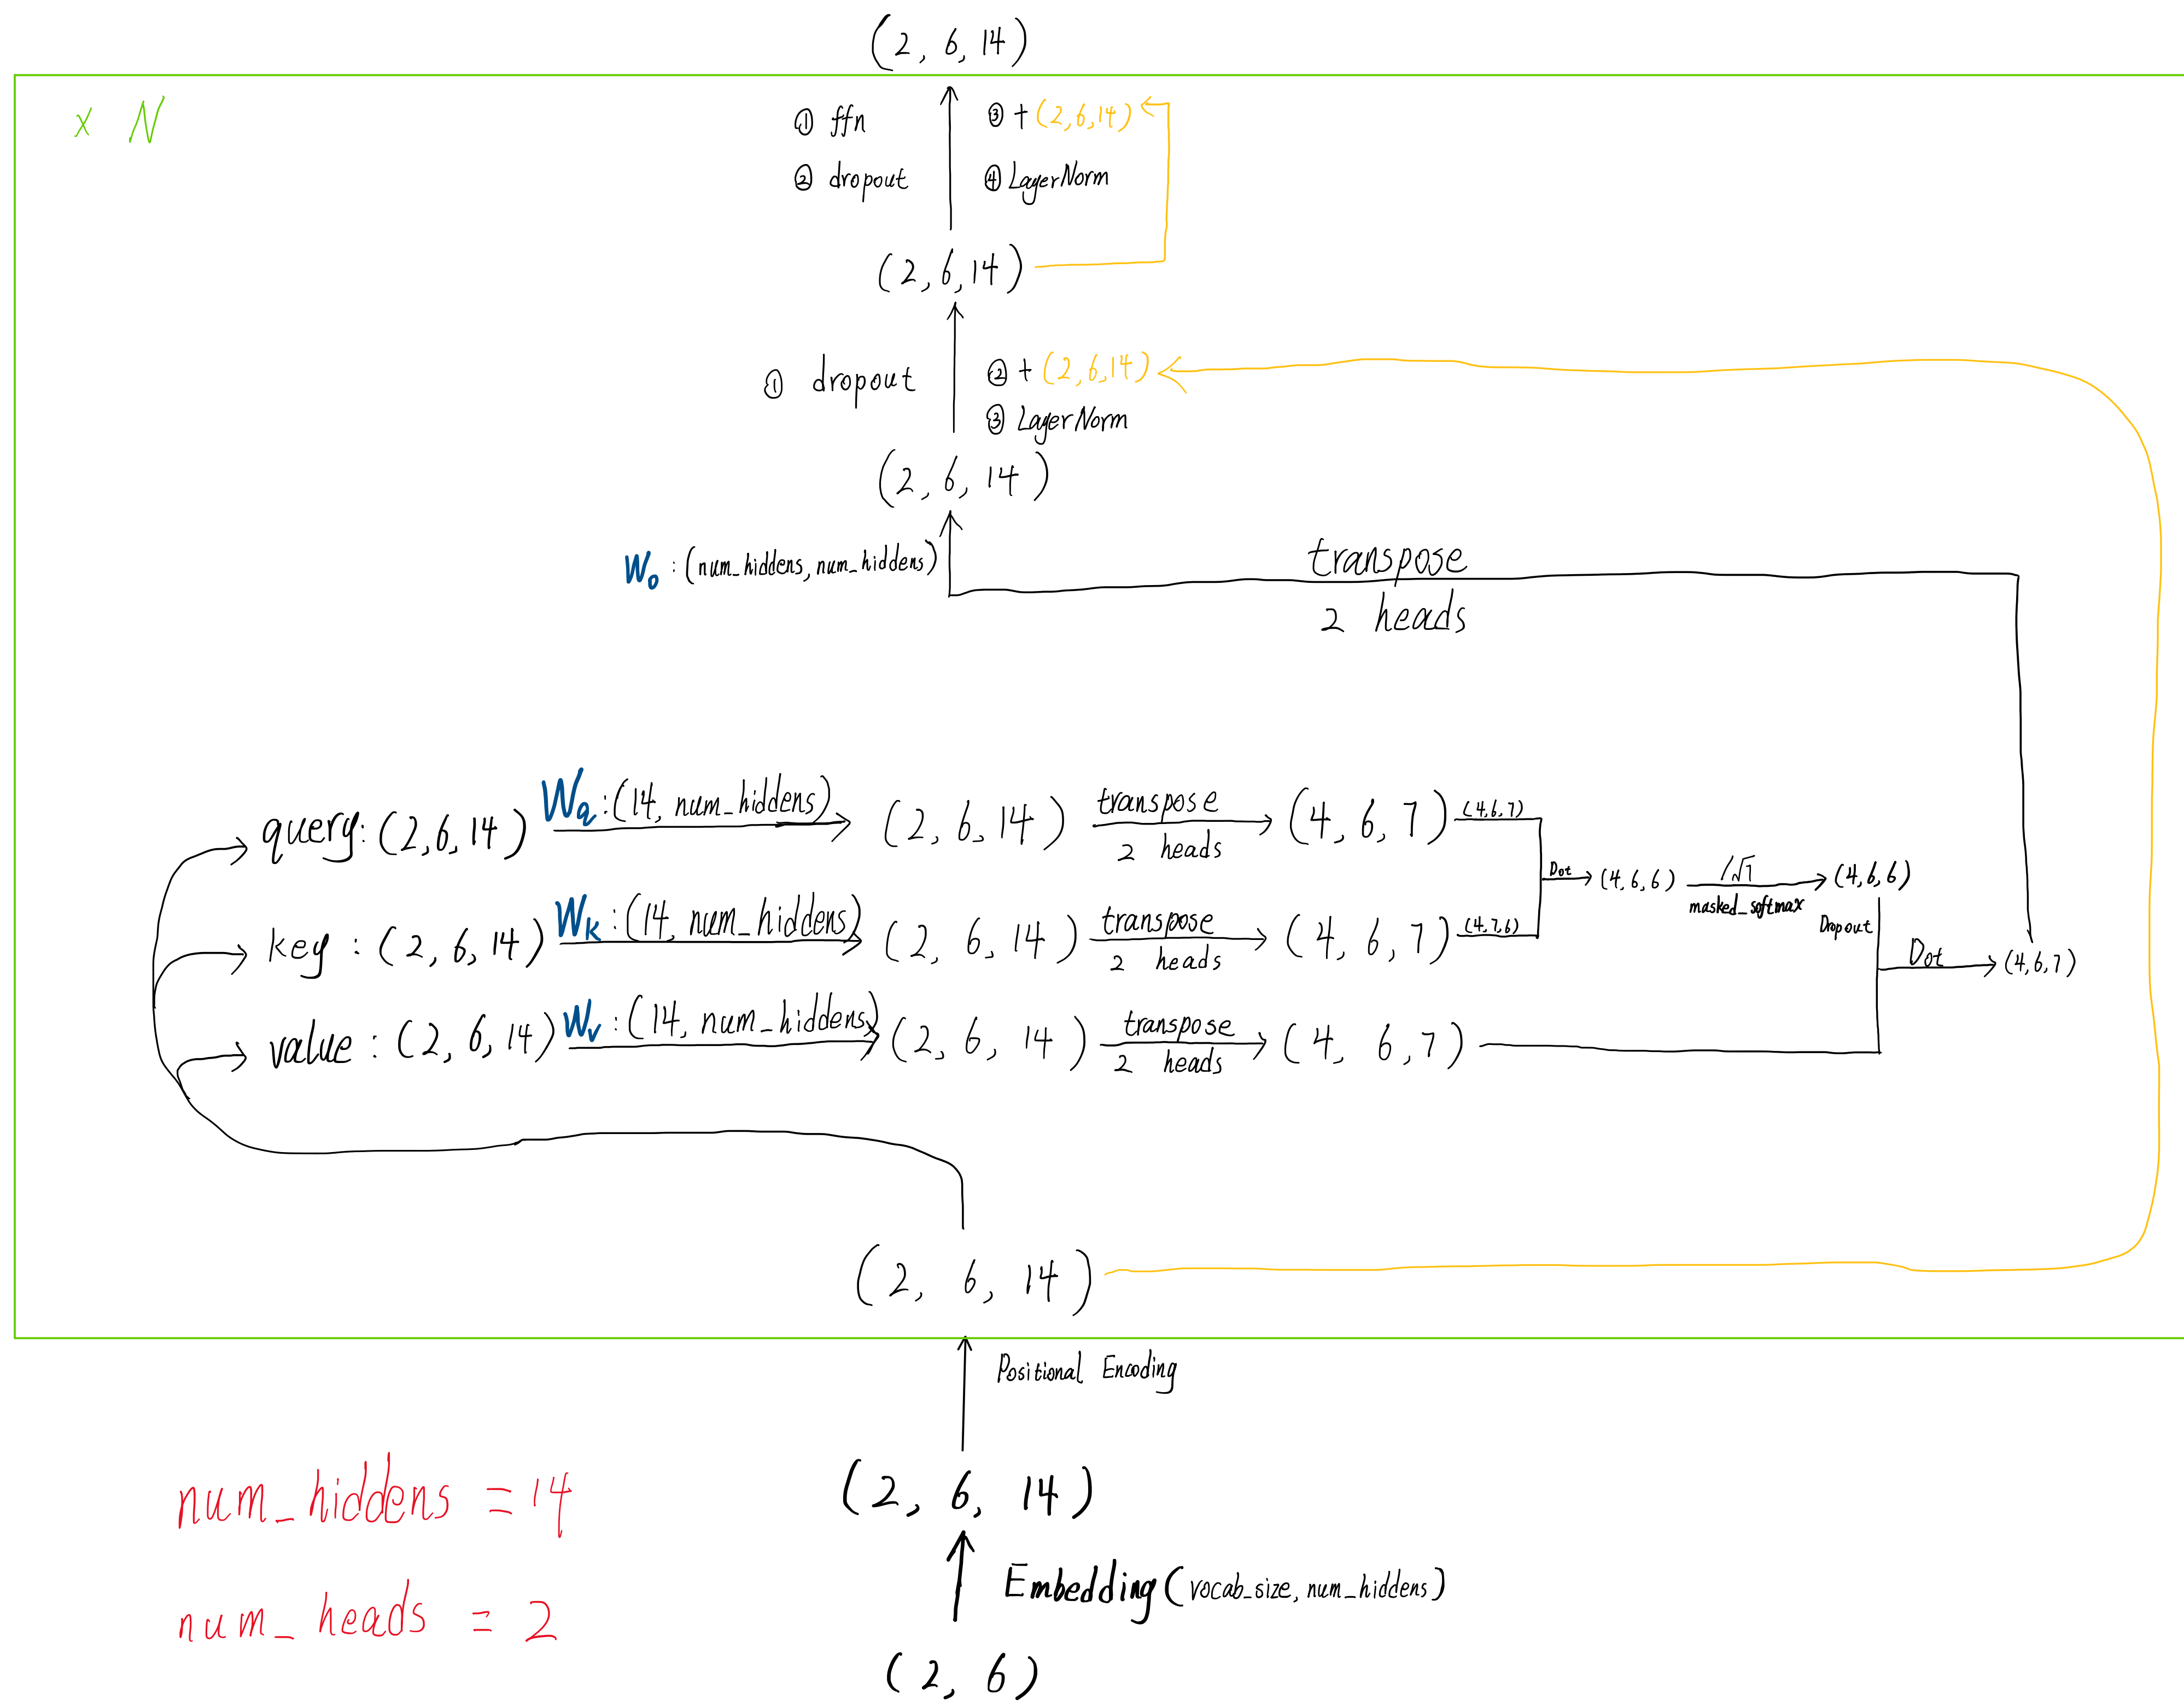 (2, 6, 14)
× N
① ffn
③ + (2,6,14)
② dropout
④ LayerNorm
(2,6,14)
① dropout
② + (2,6,14)
③ LayerNorm
(2, 6, 14)
Wo : (num_hiddens, num_hiddens)
transpose
2 heads
query: (2,6,14) Wq :(14, num_hiddens) (2, 6, 14) transpose 2 heads (4, 6, 7) (4,6,7)
Dot (4,6,6) /√7 masked_softmax (4,6,6)
Dropout
key : (2, 6, 14) Wk : (14, num_hiddens) (2, 6, 14) transpose 2 heads (4, 6, 7) (4,7,6)
Dot (4,6,7)
value : (2, 6, 14) Wv : (14, num_hiddens) (2, 6, 14) transpose 2 heads (4, 6, 7)
(2, 6, 14)
Positional Encoding
num_hiddens = 14
(2, 6, 14)
Embedding (vocab_size, num_hiddens)
num_heads = 2
(2, 6)